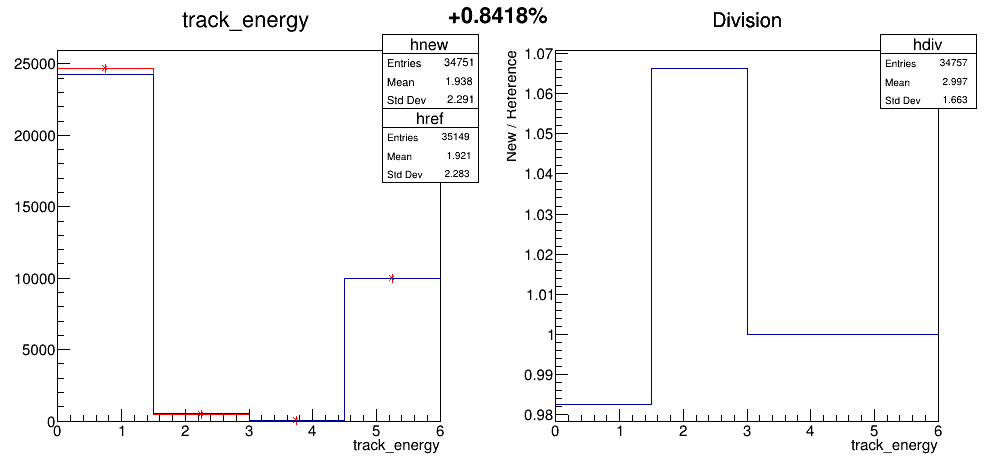 track_energy
+0.8418%
Division
hnew
Entries 34751
Mean 1.938
Std Dev 2.291
href
Entries 35149
Mean 1.921
Std Dev 2.283
25000
20000
15000
10000
5000
0
0 1 2 3 4 5 6
track_energy
hdiv
Entries 34757
Mean 2.997
Std Dev 1.663
New / Reference
1.07
1.06
1.05
1.04
1.03
1.02
1.01
1
0.99
0.98
0 1 2 3 4 5 6
track_energy